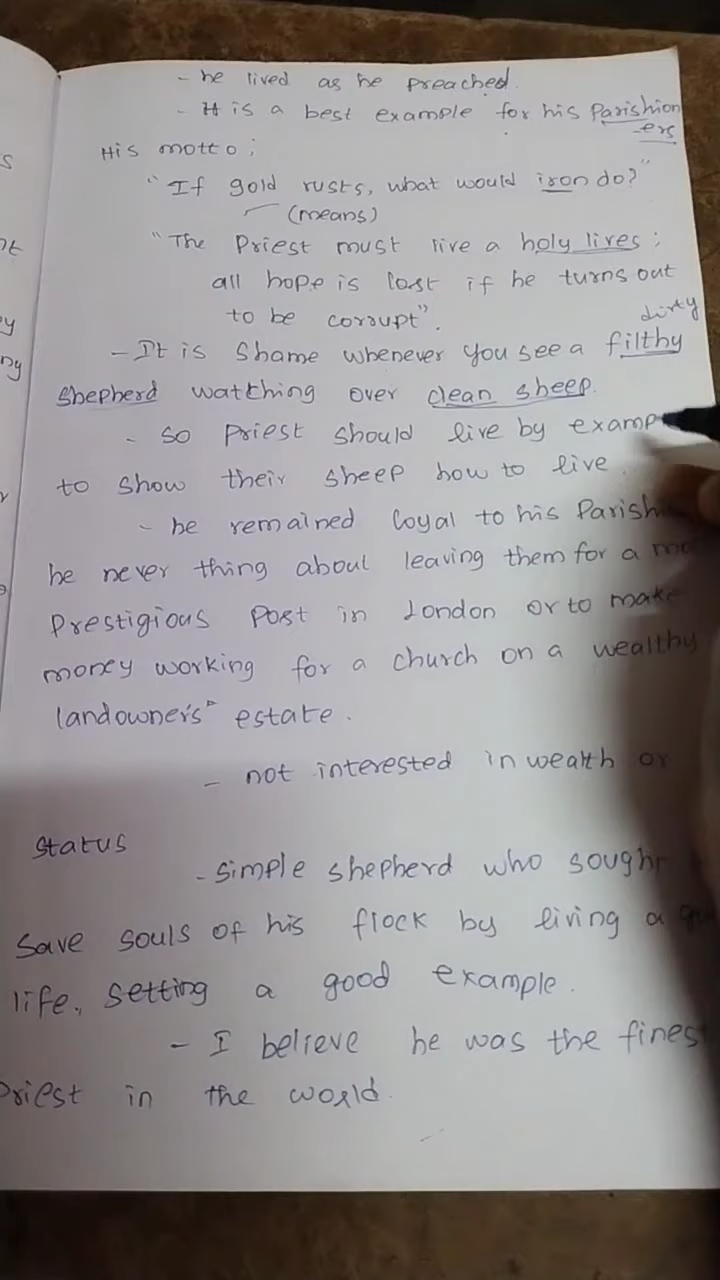 - he lived as he preached.
- It is a best example for his Parishion
-ers
His motto;
"If gold rusts, what would iron do?"
(means)
"The Priest must live a holy lives;
all hope is lost if he turns out
to be corrupt".
dirty
- It is shame whenever you see a filthy
shepherd watching over clean sheep.
- so Priest should live by examp
to show their sheep how to live.
- he remained loyal to his Parish
he never thing about leaving them for a mo
Prestigious Post in London or to make
money working for a church on a wealthy
landowner's" estate.
- not interested in wealth or
status
- simple shepherd who sought
save souls of his flock by living a
life, setting a good example.
- I believe he was the finest
Priest in the world.